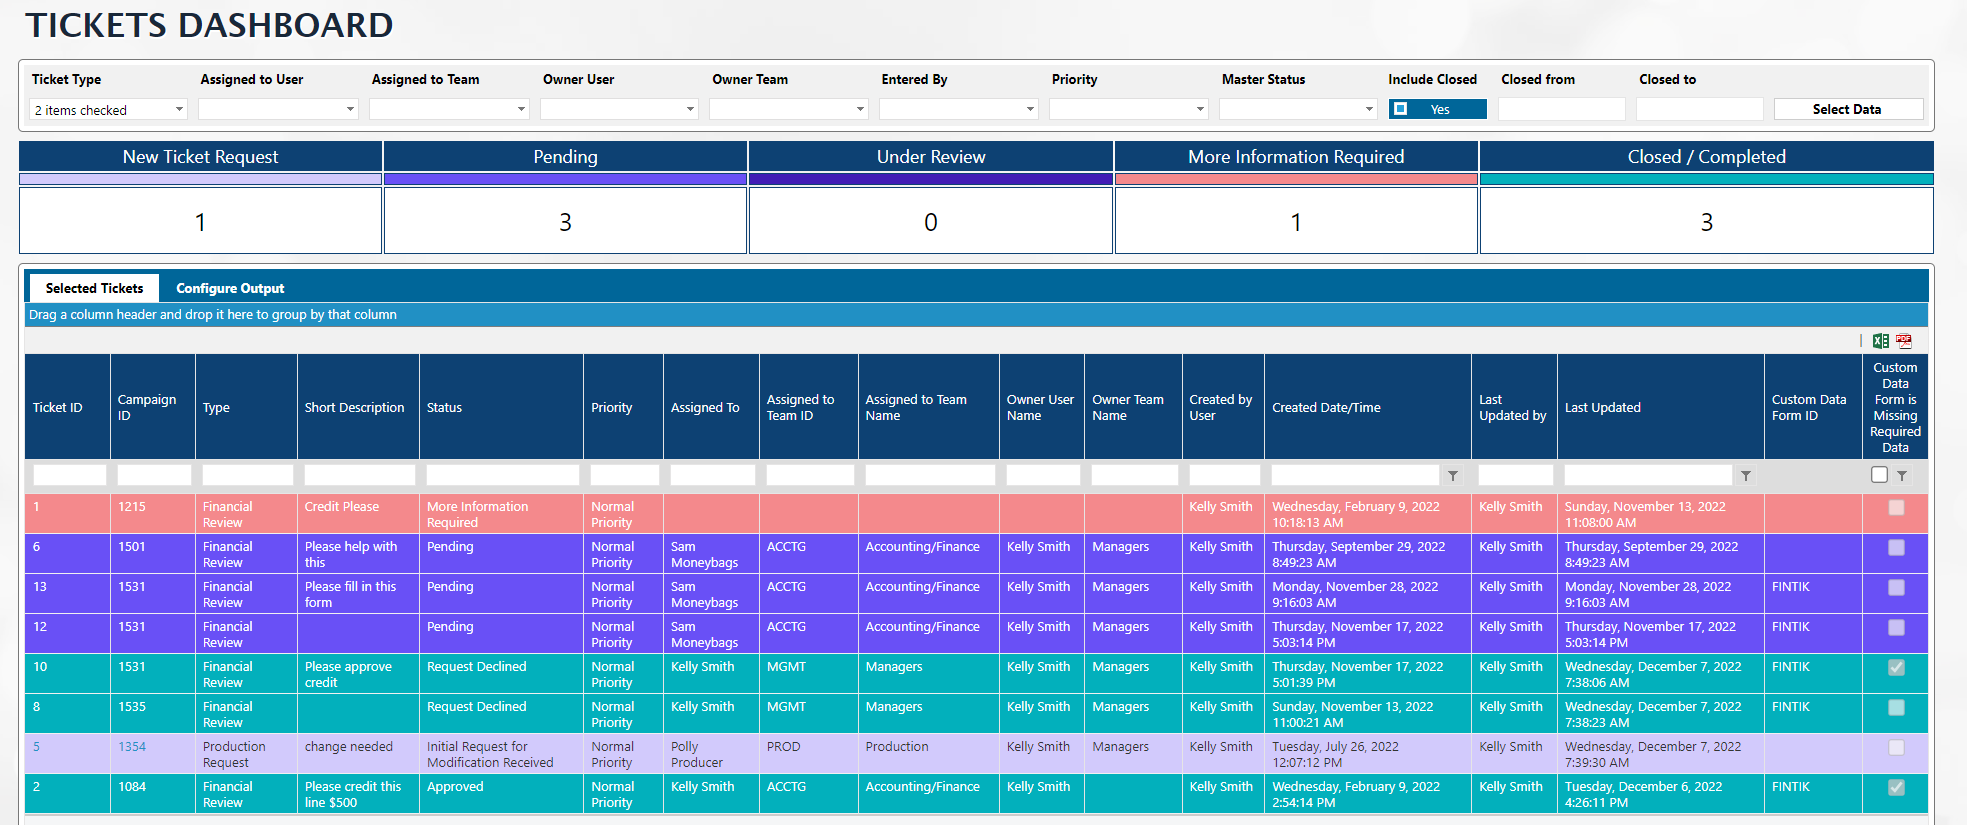 TICKETS DASHBOARD
Ticket Type Assigned to User Assigned to Team Owner User Owner Team Entered By Priority Master Status Include Closed Closed from Closed to
2 items checked Yes Select Data
New Ticket Request Pending Under Review More Information Required Closed / Completed
1 3 0 1 3
Selected Tickets Configure Output
Drag a column header and drop it here to group by that column
PDF
Ticket ID Campaign ID Type Short Description Status Priority Assigned To Assigned to Team ID Assigned to Team Name Owner User Name Owner Team Name Created by User Created Date/Time Last Updated by Last Updated Custom Data Form ID Custom Data Form is Missing Required Data
1 1215 Financial Review Credit Please More Information Required Normal Priority Kelly Smith Wednesday, February 9, 2022 10:18:13 AM Kelly Smith Sunday, November 13, 2022 11:08:00 AM
6 1501 Financial Review Please help with this Pending Normal Priority Sam Moneybags ACCTG Accounting/Finance Kelly Smith Managers Kelly Smith Thursday, September 29, 2022 8:49:23 AM Kelly Smith Thursday, September 29, 2022 8:49:23 AM
13 1531 Financial Review Please fill in this form Pending Normal Priority Sam Moneybags ACCTG Accounting/Finance Kelly Smith Managers Kelly Smith Monday, November 28, 2022 9:16:03 AM Kelly Smith Monday, November 28, 2022 9:16:03 AM FINTIK
12 1531 Financial Review Pending Normal Priority Sam Moneybags ACCTG Accounting/Finance Kelly Smith Managers Kelly Smith Thursday, November 17, 2022 5:03:14 PM Kelly Smith Thursday, November 17, 2022 5:03:14 PM FINTIK
10 1531 Financial Review Please approve credit Request Declined Normal Priority Kelly Smith MGMT Managers Kelly Smith Managers Kelly Smith Thursday, November 17, 2022 5:01:39 PM Kelly Smith Wednesday, December 7, 2022 7:38:06 AM FINTIK
8 1535 Financial Review Request Declined Normal Priority Kelly Smith MGMT Managers Kelly Smith Managers Kelly Smith Sunday, November 13, 2022 11:00:21 AM Kelly Smith Wednesday, December 7, 2022 7:38:23 AM FINTIK
5 1354 Production Request change needed Initial Request for Modification Received Normal Priority Polly Producer PROD Production Kelly Smith Managers Kelly Smith Tuesday, July 26, 2022 12:07:12 PM Kelly Smith Wednesday, December 7, 2022 7:39:30 AM
2 1084 Financial Review Please credit this line $500 Approved Normal Priority Kelly Smith ACCTG Accounting/Finance Kelly Smith Kelly Smith Wednesday, February 9, 2022 2:54:14 PM Kelly Smith Tuesday, December 6, 2022 4:26:11 PM FINTIK